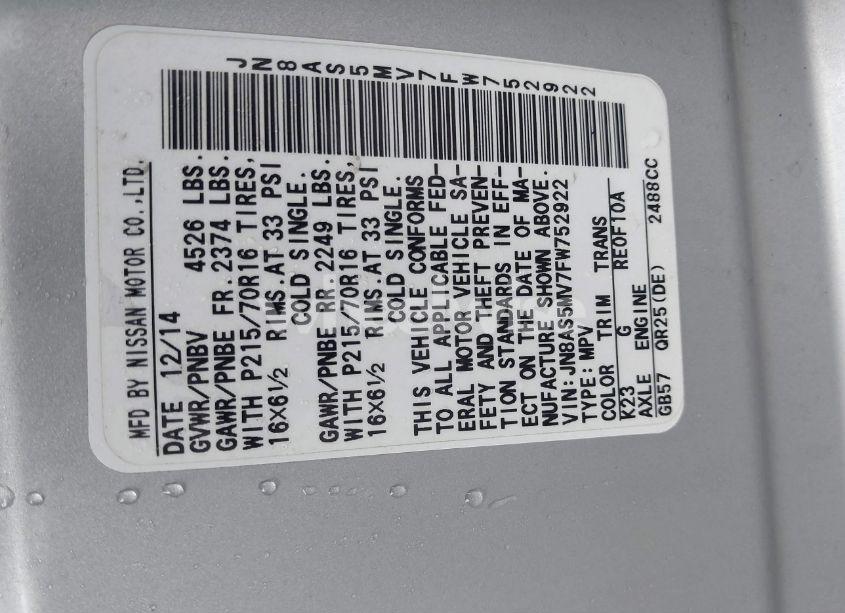 JN8AS5MV7FW752922
MFD BY NISSAN MOTOR CO.,LTD.
DATE 12/14
GVWR/PNBV 4526 LBS.
GAWR/PNBE FR. 2374 LBS.
WITH P215/70R16 TIRES,
16X6½ RIMS. AT 33 PSI
COLD SINGLE.
GAWR/PNBE RR. 2249 LBS.
WITH P215/70R16 TIRES,
16X6½ RIMS. AT 33 PSI
COLD SINGLE.
THIS VEHICLE CONFORMS
TO ALL APPLICABLE FED-
ERAL MOTOR VEHICLE SA-
FETY AND THEFT PREVEN-
TION STANDARDS IN EFF-
ECT ON THE DATE OF MA-
NUFACTURE SHOWN ABOVE.
VIN: JN8AS5MV7FW752922
TYPE: MPV
COLOR TRIM TRANS
K23 G RE0F10A
AXLE ENGINE
GB57 QR25(DE) 2488CC